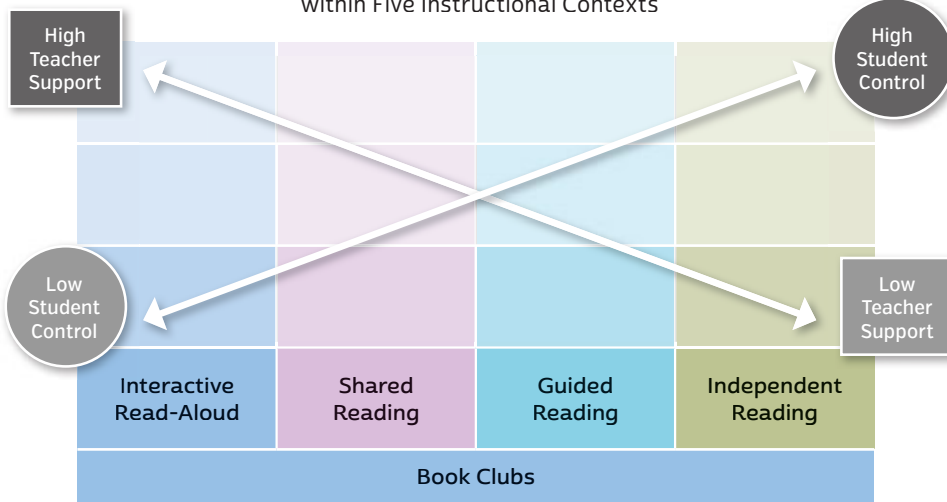 within Five Instructional Contexts
High
Teacher
Support
High
Student
Control
Low
Student
Control
Low
Teacher
Support
Interactive
Read-Aloud
Shared
Reading
Guided
Reading
Independent
Reading
Book Clubs